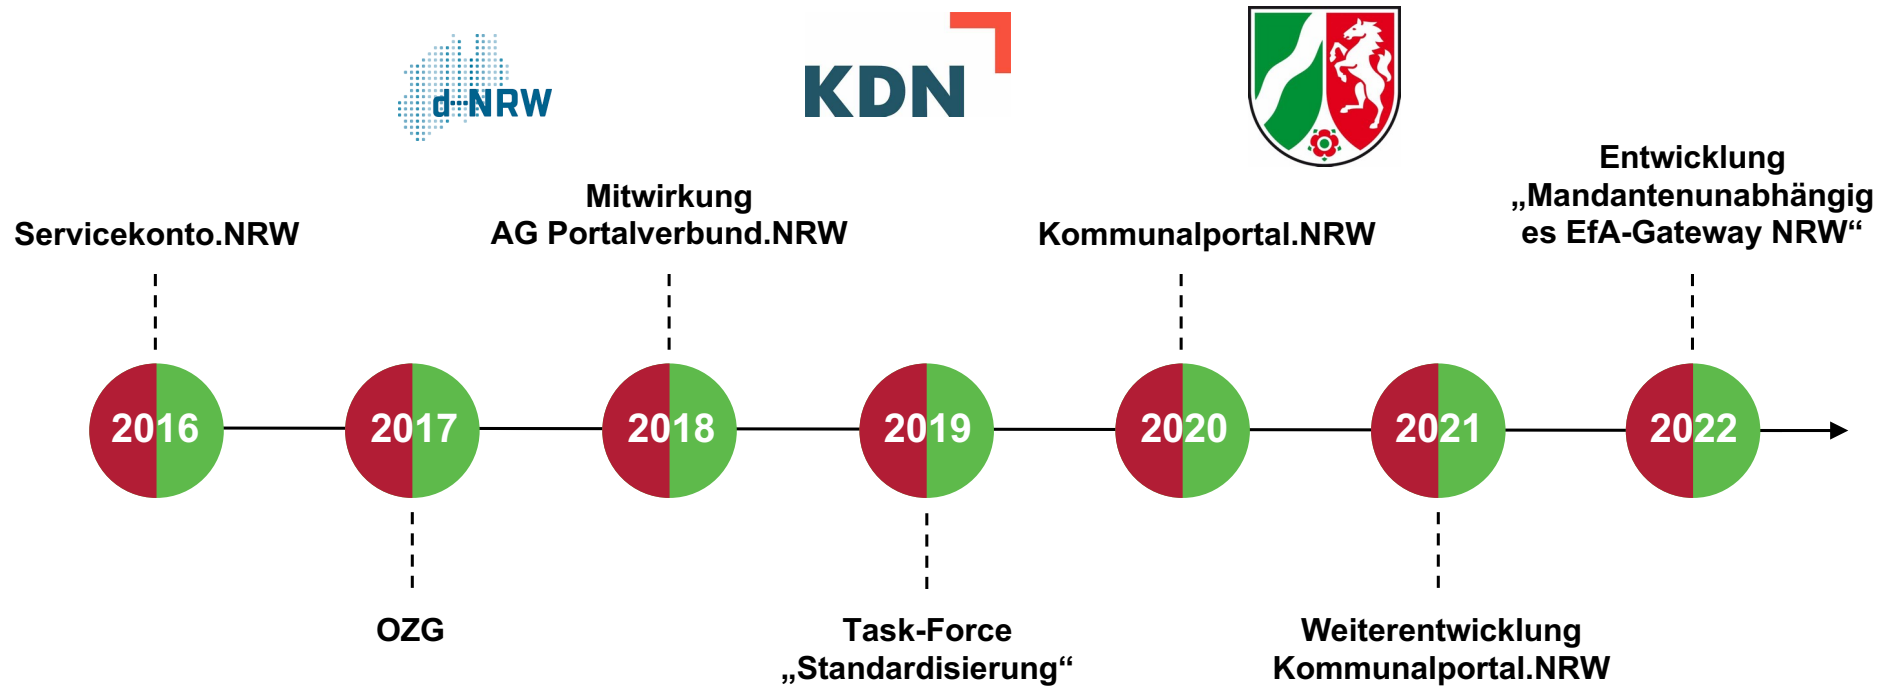 d-NRW
KDN
Entwicklung
„Mandantenunabhängig
es EfA-Gateway NRW“
Mitwirkung
AG Portalverbund.NRW
Servicekonto.NRW
Kommunalportal.NRW
2016
2017
2018
2019
2020
2021
2022
OZG
Task-Force
„Standardisierung“
Weiterentwicklung
Kommunalportal.NRW